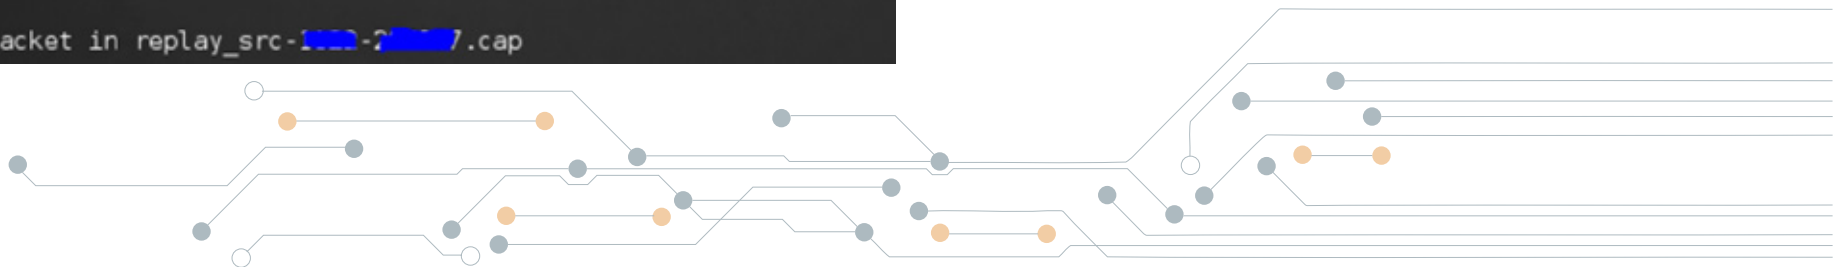 acket in replay_src- - 7.cap